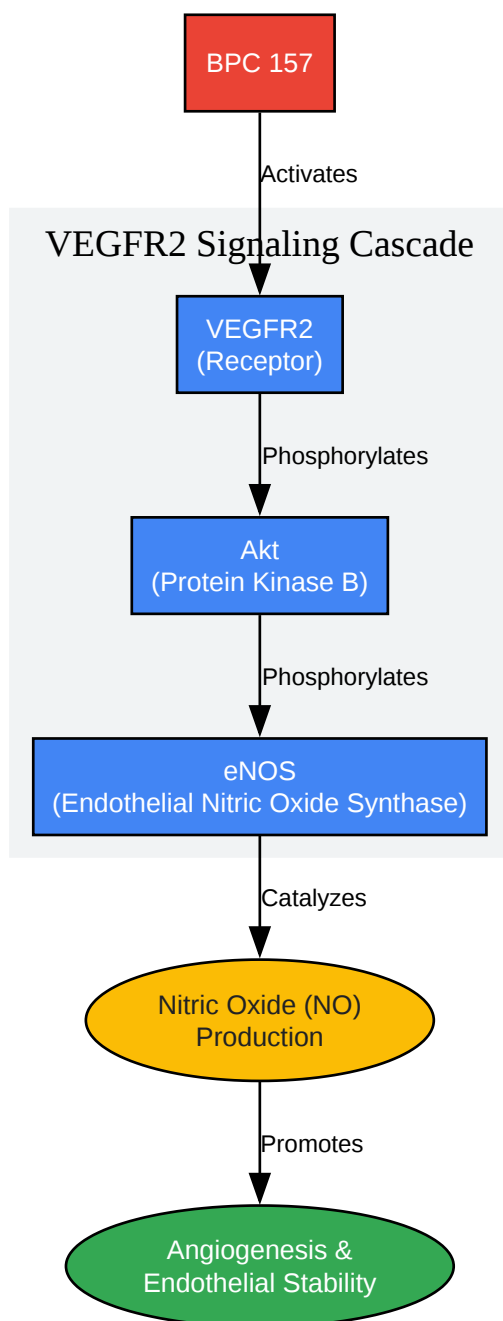 BPC 157
Activates
VEGFR2 Signaling Cascade
VEGFR2
(Receptor)
Phosphorylates
Akt
(Protein Kinase B)
Phosphorylates
eNOS
(Endothelial Nitric Oxide Synthase)
Catalyzes
Nitric Oxide (NO)
Production
Promotes
Angiogenesis &
Endothelial Stability